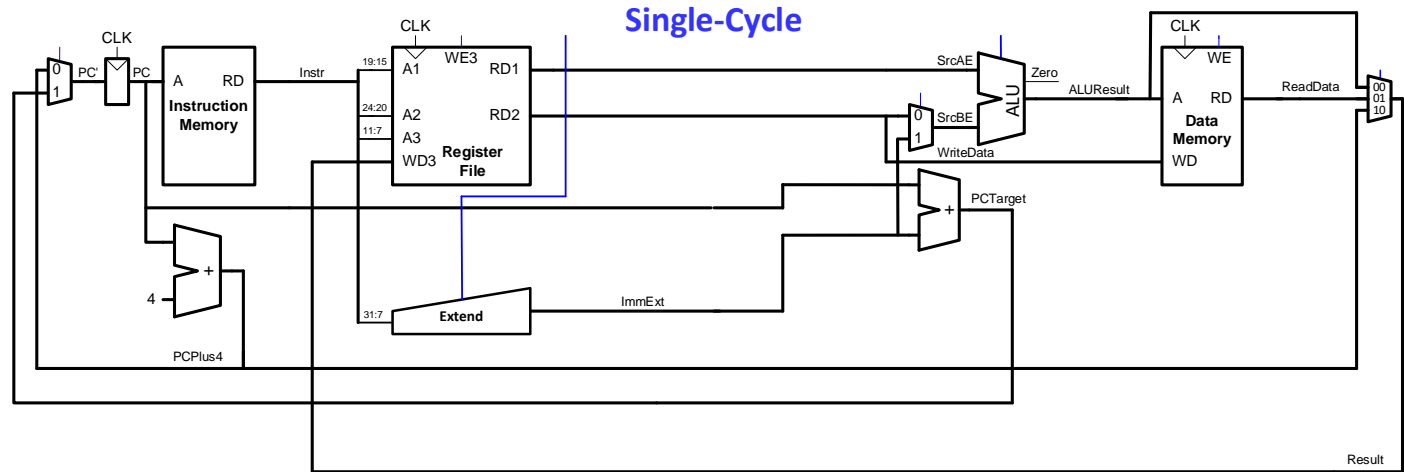 Single-Cycle
CLK
CLK
CLK
0
1
PC'
PC
A
RD
Instruction
Memory
Instr
19:15
A1
WE3
RD1
24:20
A2
RD2
11:7
A3
WD3
Register
File
SrcAE
0
1
SrcBE
WriteData
ALU
Zero
ALUResult
WE
A
RD
Data
Memory
WD
ReadData
00
01
10
+
PCTarget
+
4
31:7
Extend
ImmExt
PCPlus4
Result